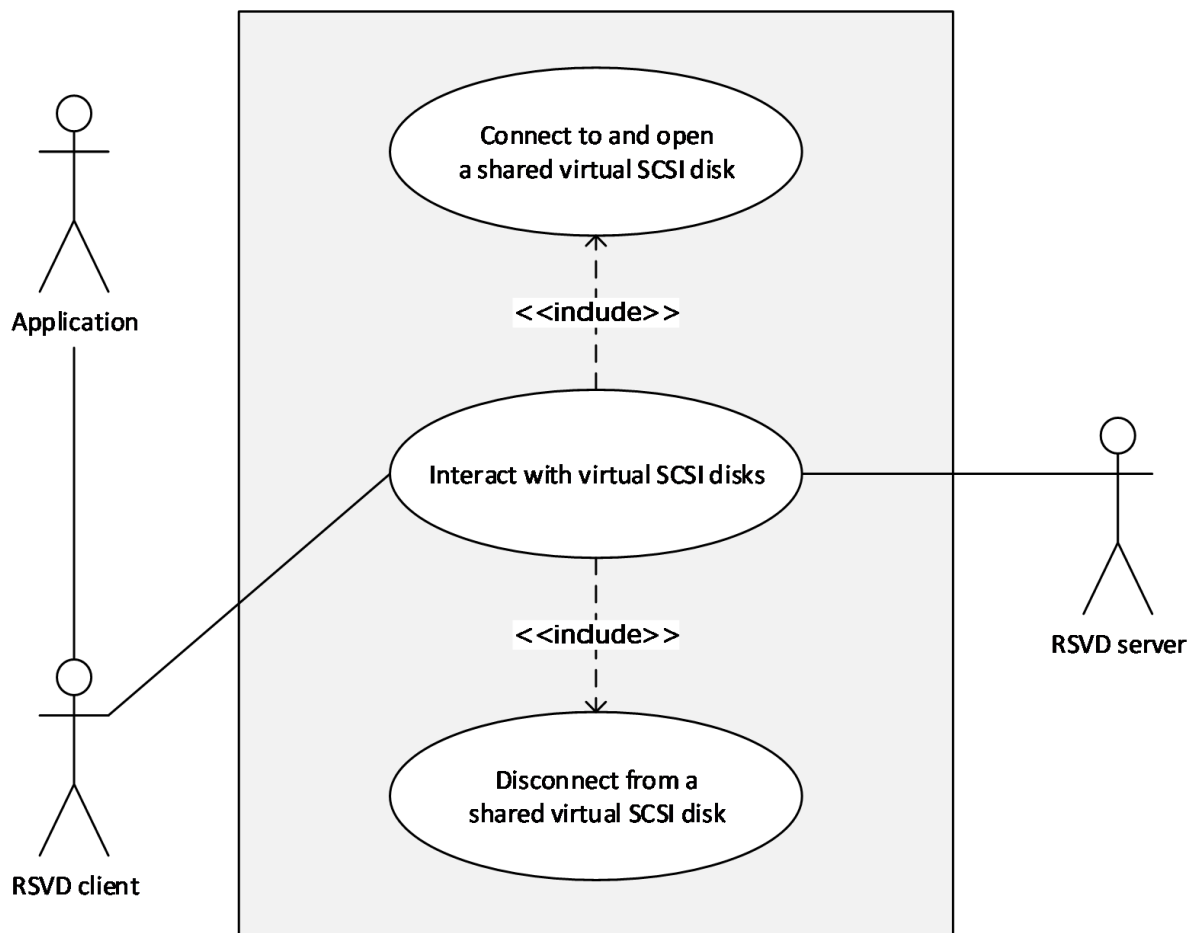 Connect to and open
a shared virtual SCSI disk
Application
<<include>>
Interact with virtual SCSI disks
<<include>>
RSVD server
Disconnect from a
shared virtual SCSI disk
RSVD client